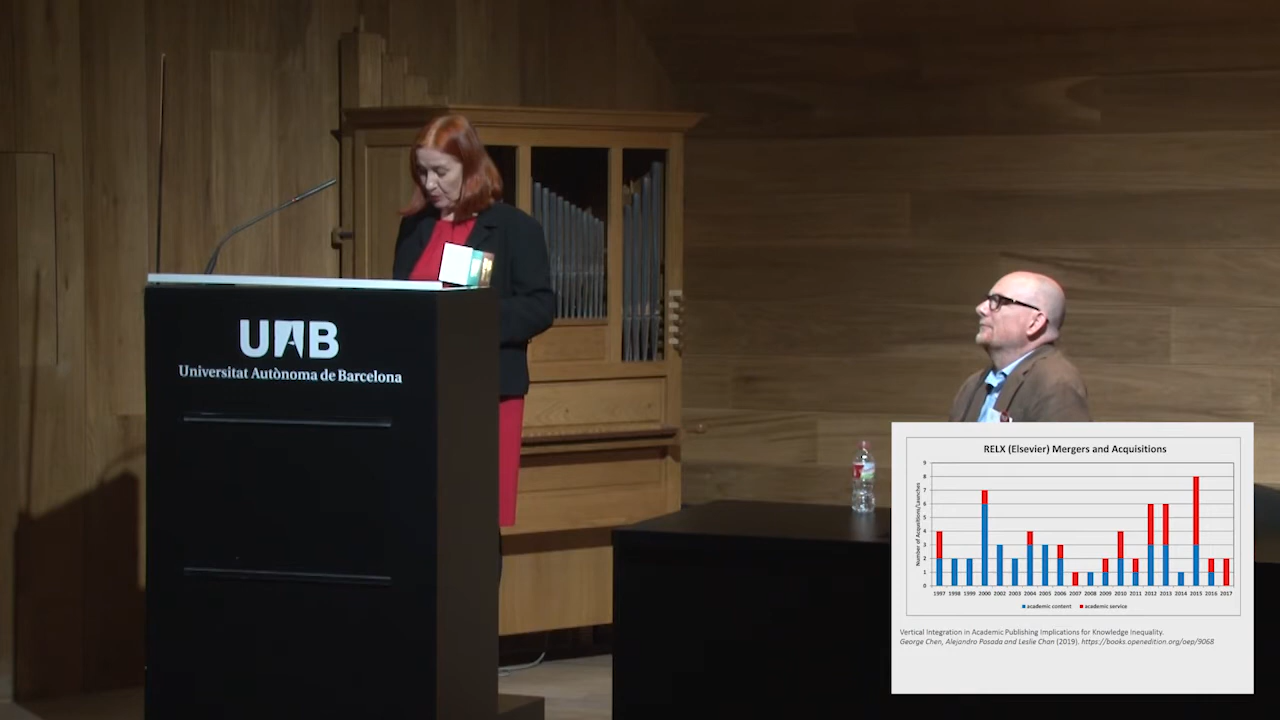 UAB
Universitat Autònoma de Barcelona
RELX (Elsevier) Mergers and Acquisitions
Number of Acquisitions/Launches
9
8
7
6
5
4
3
2
1
0
1997 1998 1999 2000 2002 2003 2004 2005 2006 2007 2008 2009 2010 2011 2012 2013 2014 2015 2016 2017
academic content academic service
Vertical Integration in Academic Publishing Implications for Knowledge Inequality.
George Chen, Alejandro Posada and Leslie Chan (2019). https://books.openedition.org/oep/9068